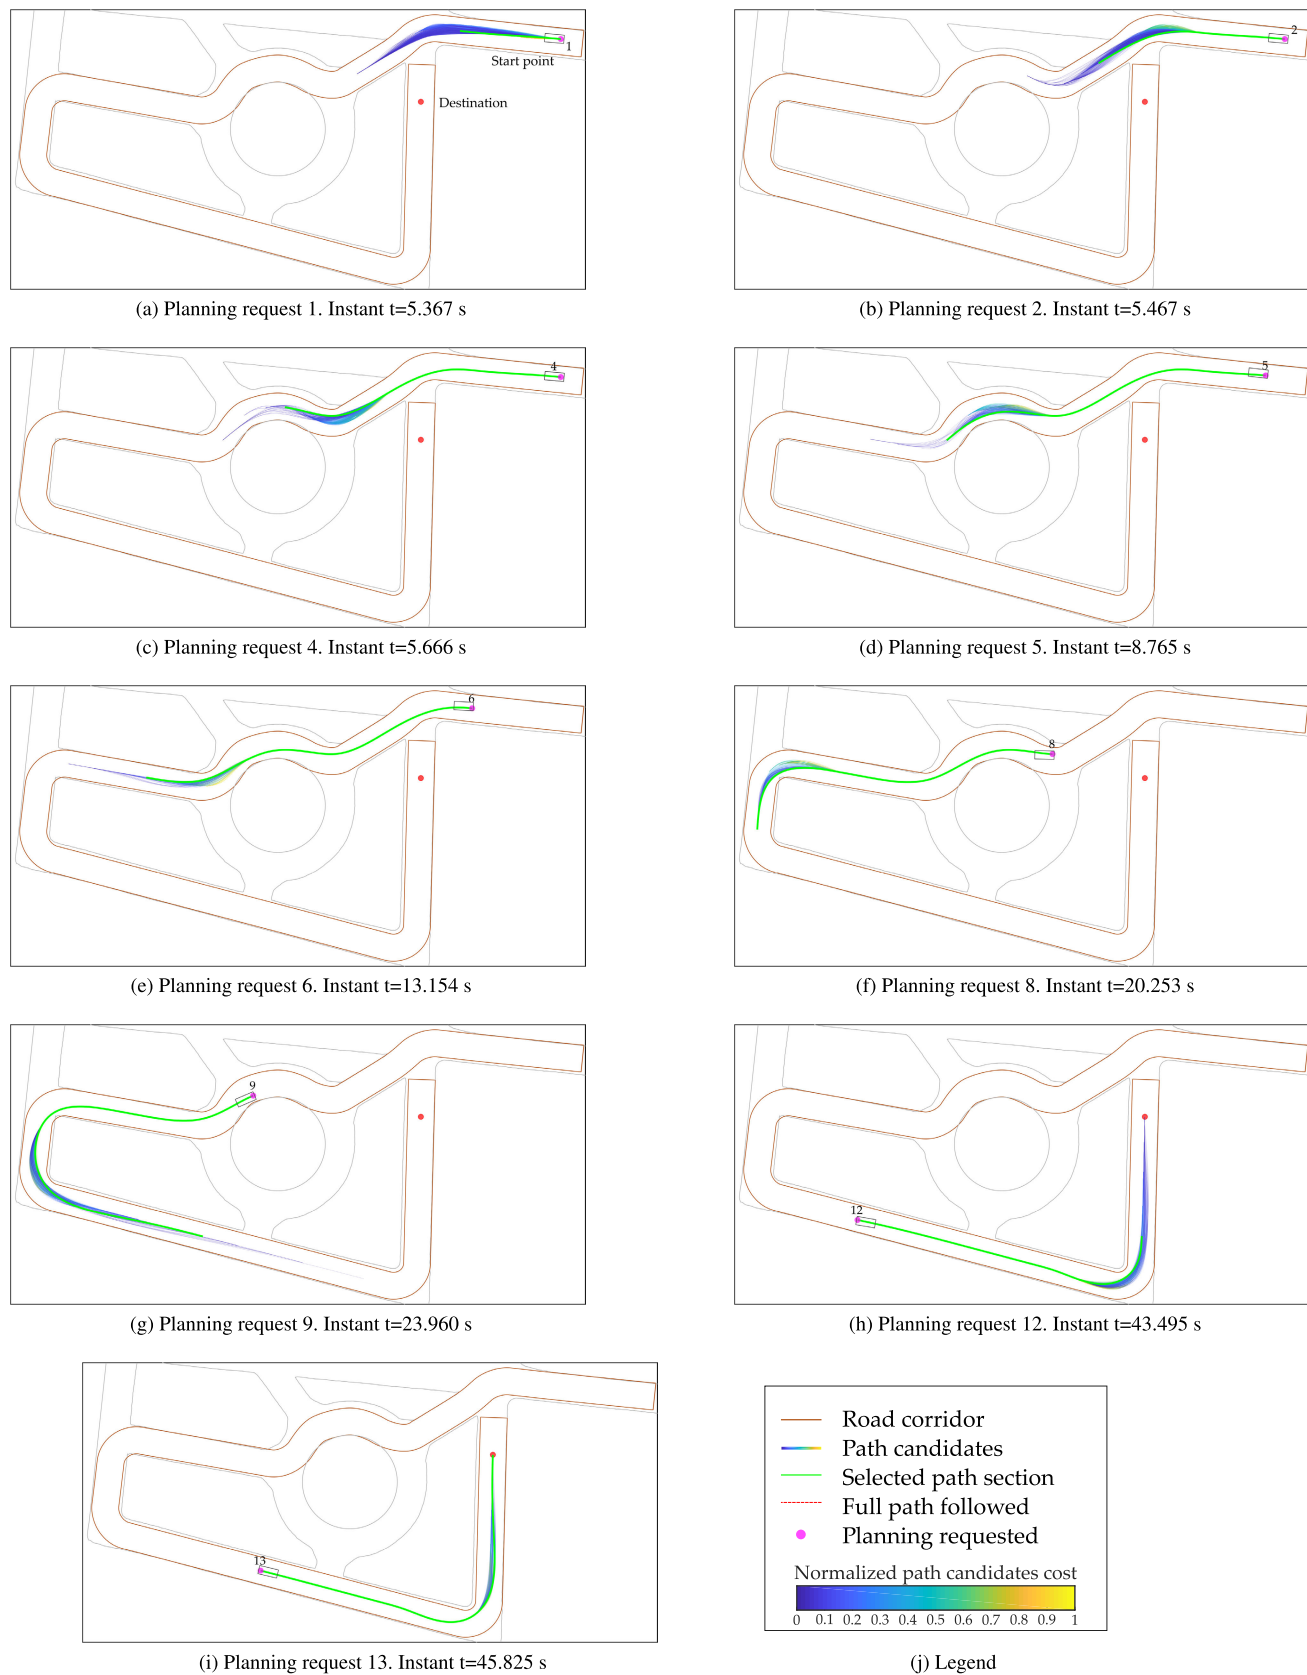 1
Start point
Destination
(a) Planning request 1. Instant t=5.367 s
2
(b) Planning request 2. Instant t=5.467 s
4
(c) Planning request 4. Instant t=5.666 s
5
(d) Planning request 5. Instant t=8.765 s
6
(e) Planning request 6. Instant t=13.154 s
8
(f) Planning request 8. Instant t=20.253 s
9
(g) Planning request 9. Instant t=23.960 s
12
(h) Planning request 12. Instant t=43.495 s
13
(i) Planning request 13. Instant t=45.825 s
Road corridor
Path candidates
Selected path section
Full path followed
Planning requested
Normalized path candidates cost
0 0.1 0.2 0.3 0.4 0.5 0.6 0.7 0.8 0.9 1
(j) Legend